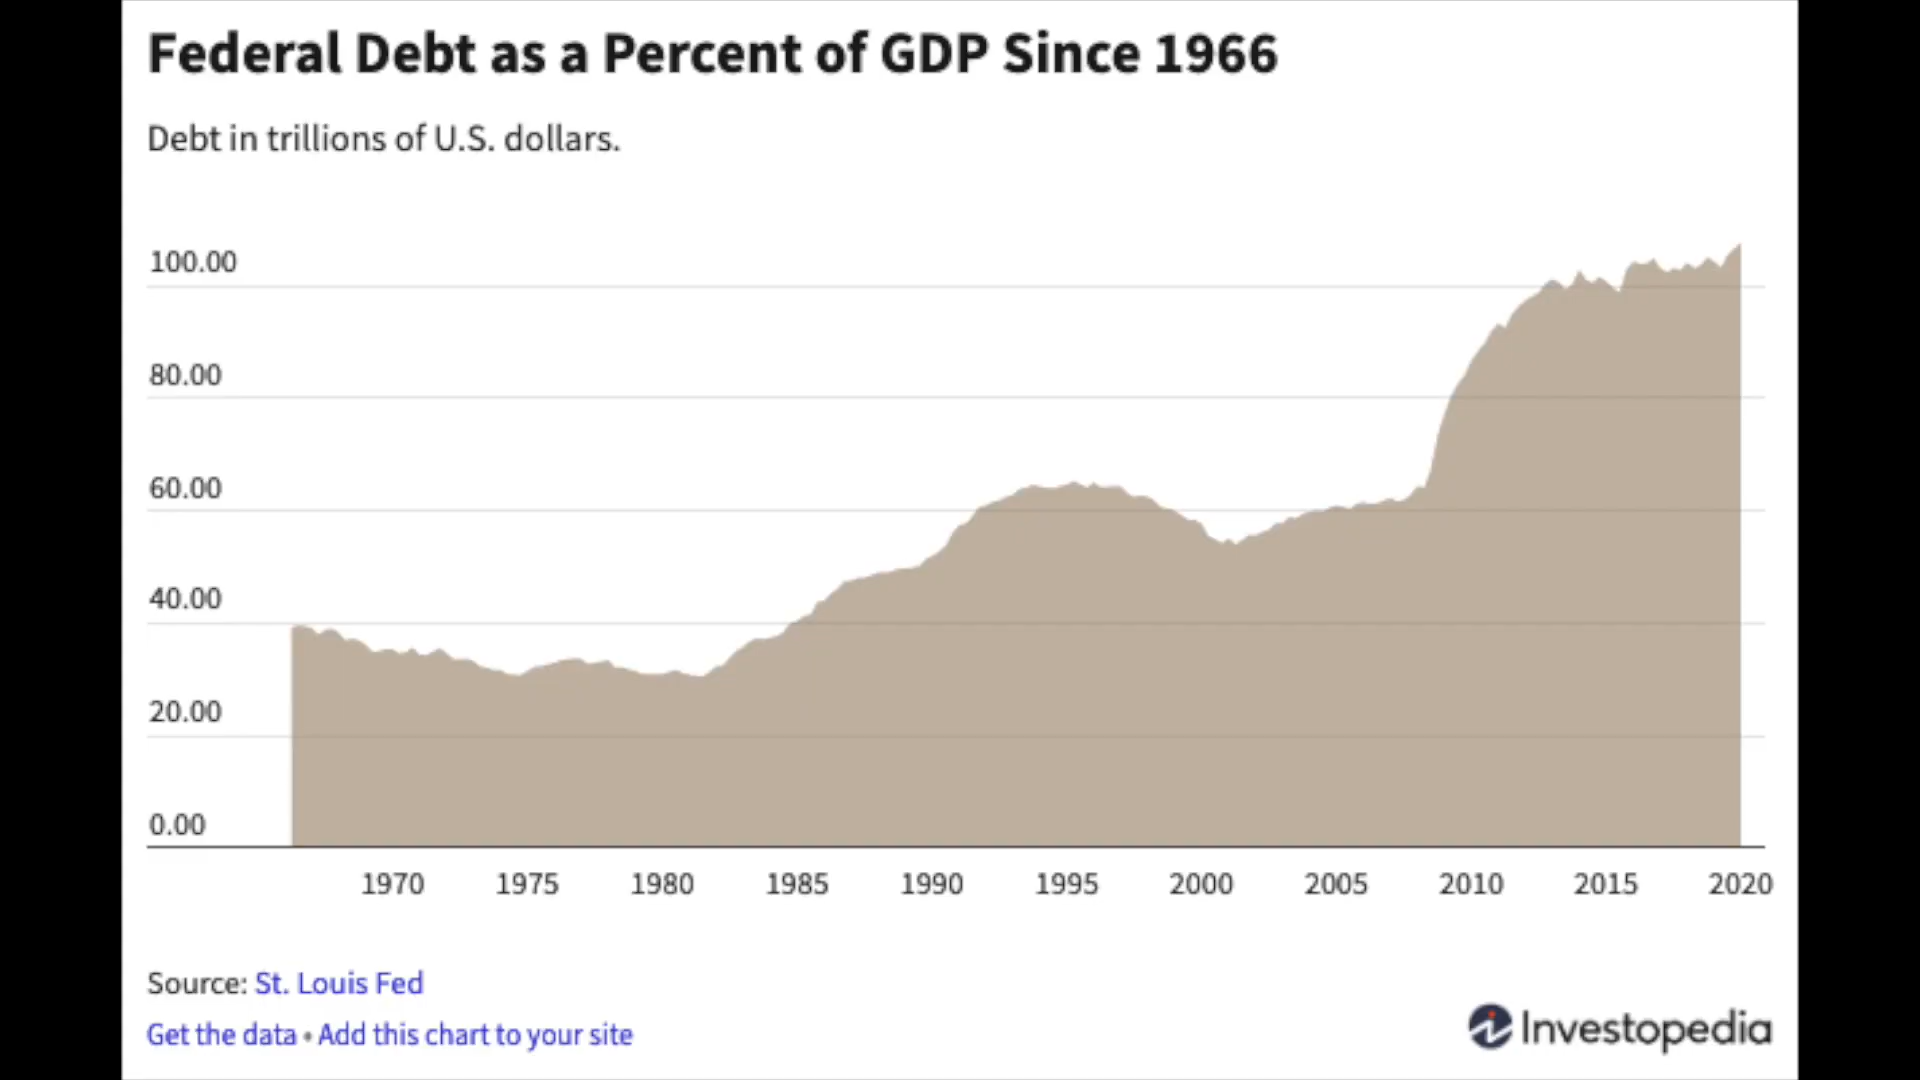 Federal Debt as a Percent of GDP Since 1966
Debt in trillions of U.S. dollars.
100.00
80.00
60.00
40.00
20.00
0.00
1970 1975 1980 1985 1990 1995 2000 2005 2010 2015 2020
Source: St. Louis Fed
Get the data • Add this chart to your site
Investopedia